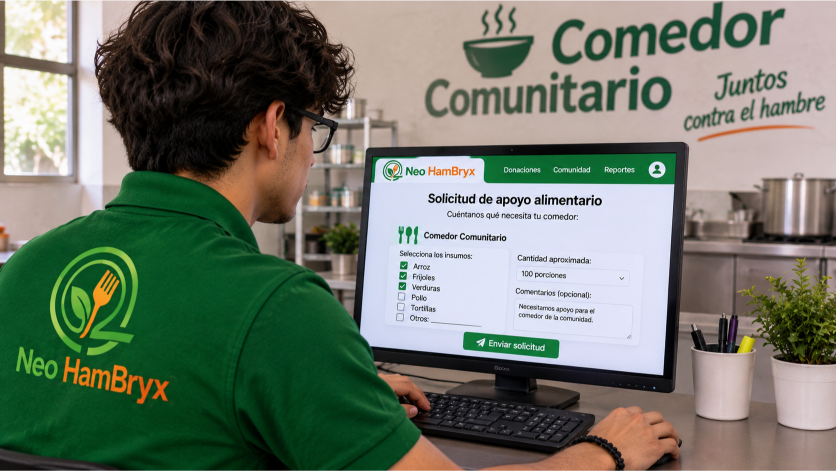 Comedor
Comunitario
Juntos
contra el hambre
Neo HamBryx
Donaciones
Comunidad
Reportes
Solicitud de apoyo alimentario
Cuéntanos qué necesita tu comedor:
Comedor Comunitario
Selecciona los insumos:
Arroz
Frijoles
Verduras
Pollo
Tortillas
Otros:
Cantidad aproximada:
100 porciones
Comentarios (opcional):
Necesitamos apoyo para el
comedor de la comunidad.
Enviar solicitud
Neo HamBryx